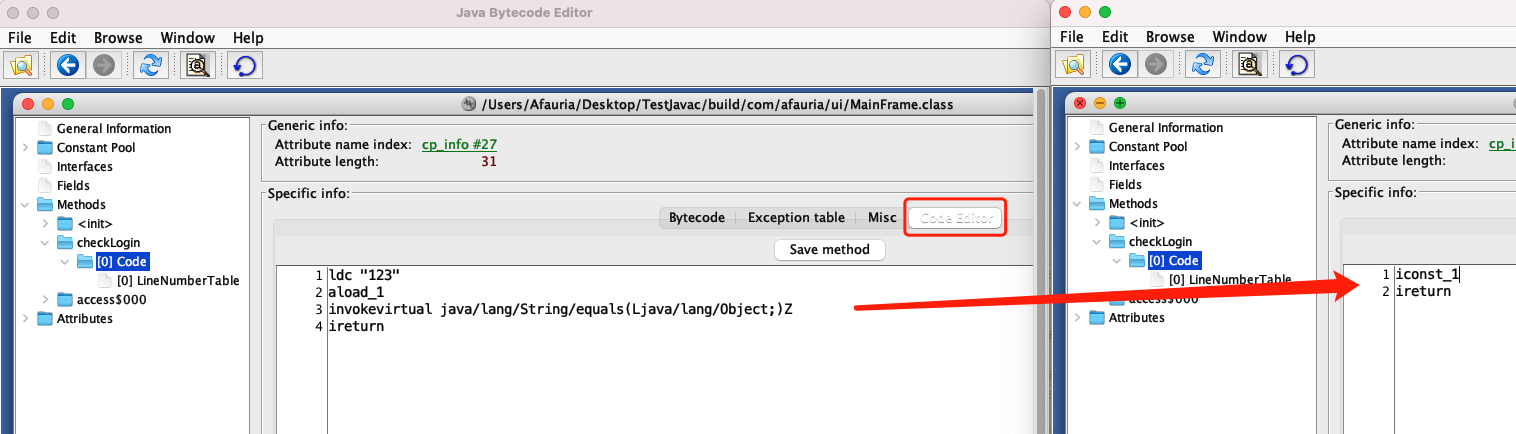 Java Bytecode Editor
File Edit Browse Window Help
/Users/Afauria/Desktop/TestJavac/build/com/afauria/ui/MainFrame.class
General Information
Constant Pool
Interfaces
Fields
Methods
<init>
checkLogin
[0] Code
[0] LineNumberTable
access$000
Attributes
Generic info:
Attribute name index: cp_info #27
Attribute length: 31
Specific info:
Bytecode Exception table Misc Code Editor
Save method
1 ldc "123"
2 aload_1
3 invokevirtual java/lang/String/equals(Ljava/lang/Object;)Z
4 ireturn
File Edit Browse Window Help
General Information
Constant Pool
Interfaces
Fields
Methods
<init>
checkLogin
[0] Code
[0] LineNumberTable
access$000
Attributes
Generic info:
Attribute name index: cp_i
Attribute length:
Specific info:
1 iconst_1
2 ireturn